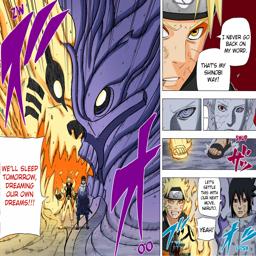 I NEVER
GO BACK
ON MY
WORD.
THAT'S MY
SHINOBI
WAY!
WE'LL SLEEP
TOMORROW,
DREAMING
OUR OWN
DREAMS!!!
LET'S
SETTLE
THIS WITH
OUR NEXT
MOVE,
NARUTO.
YEAH!